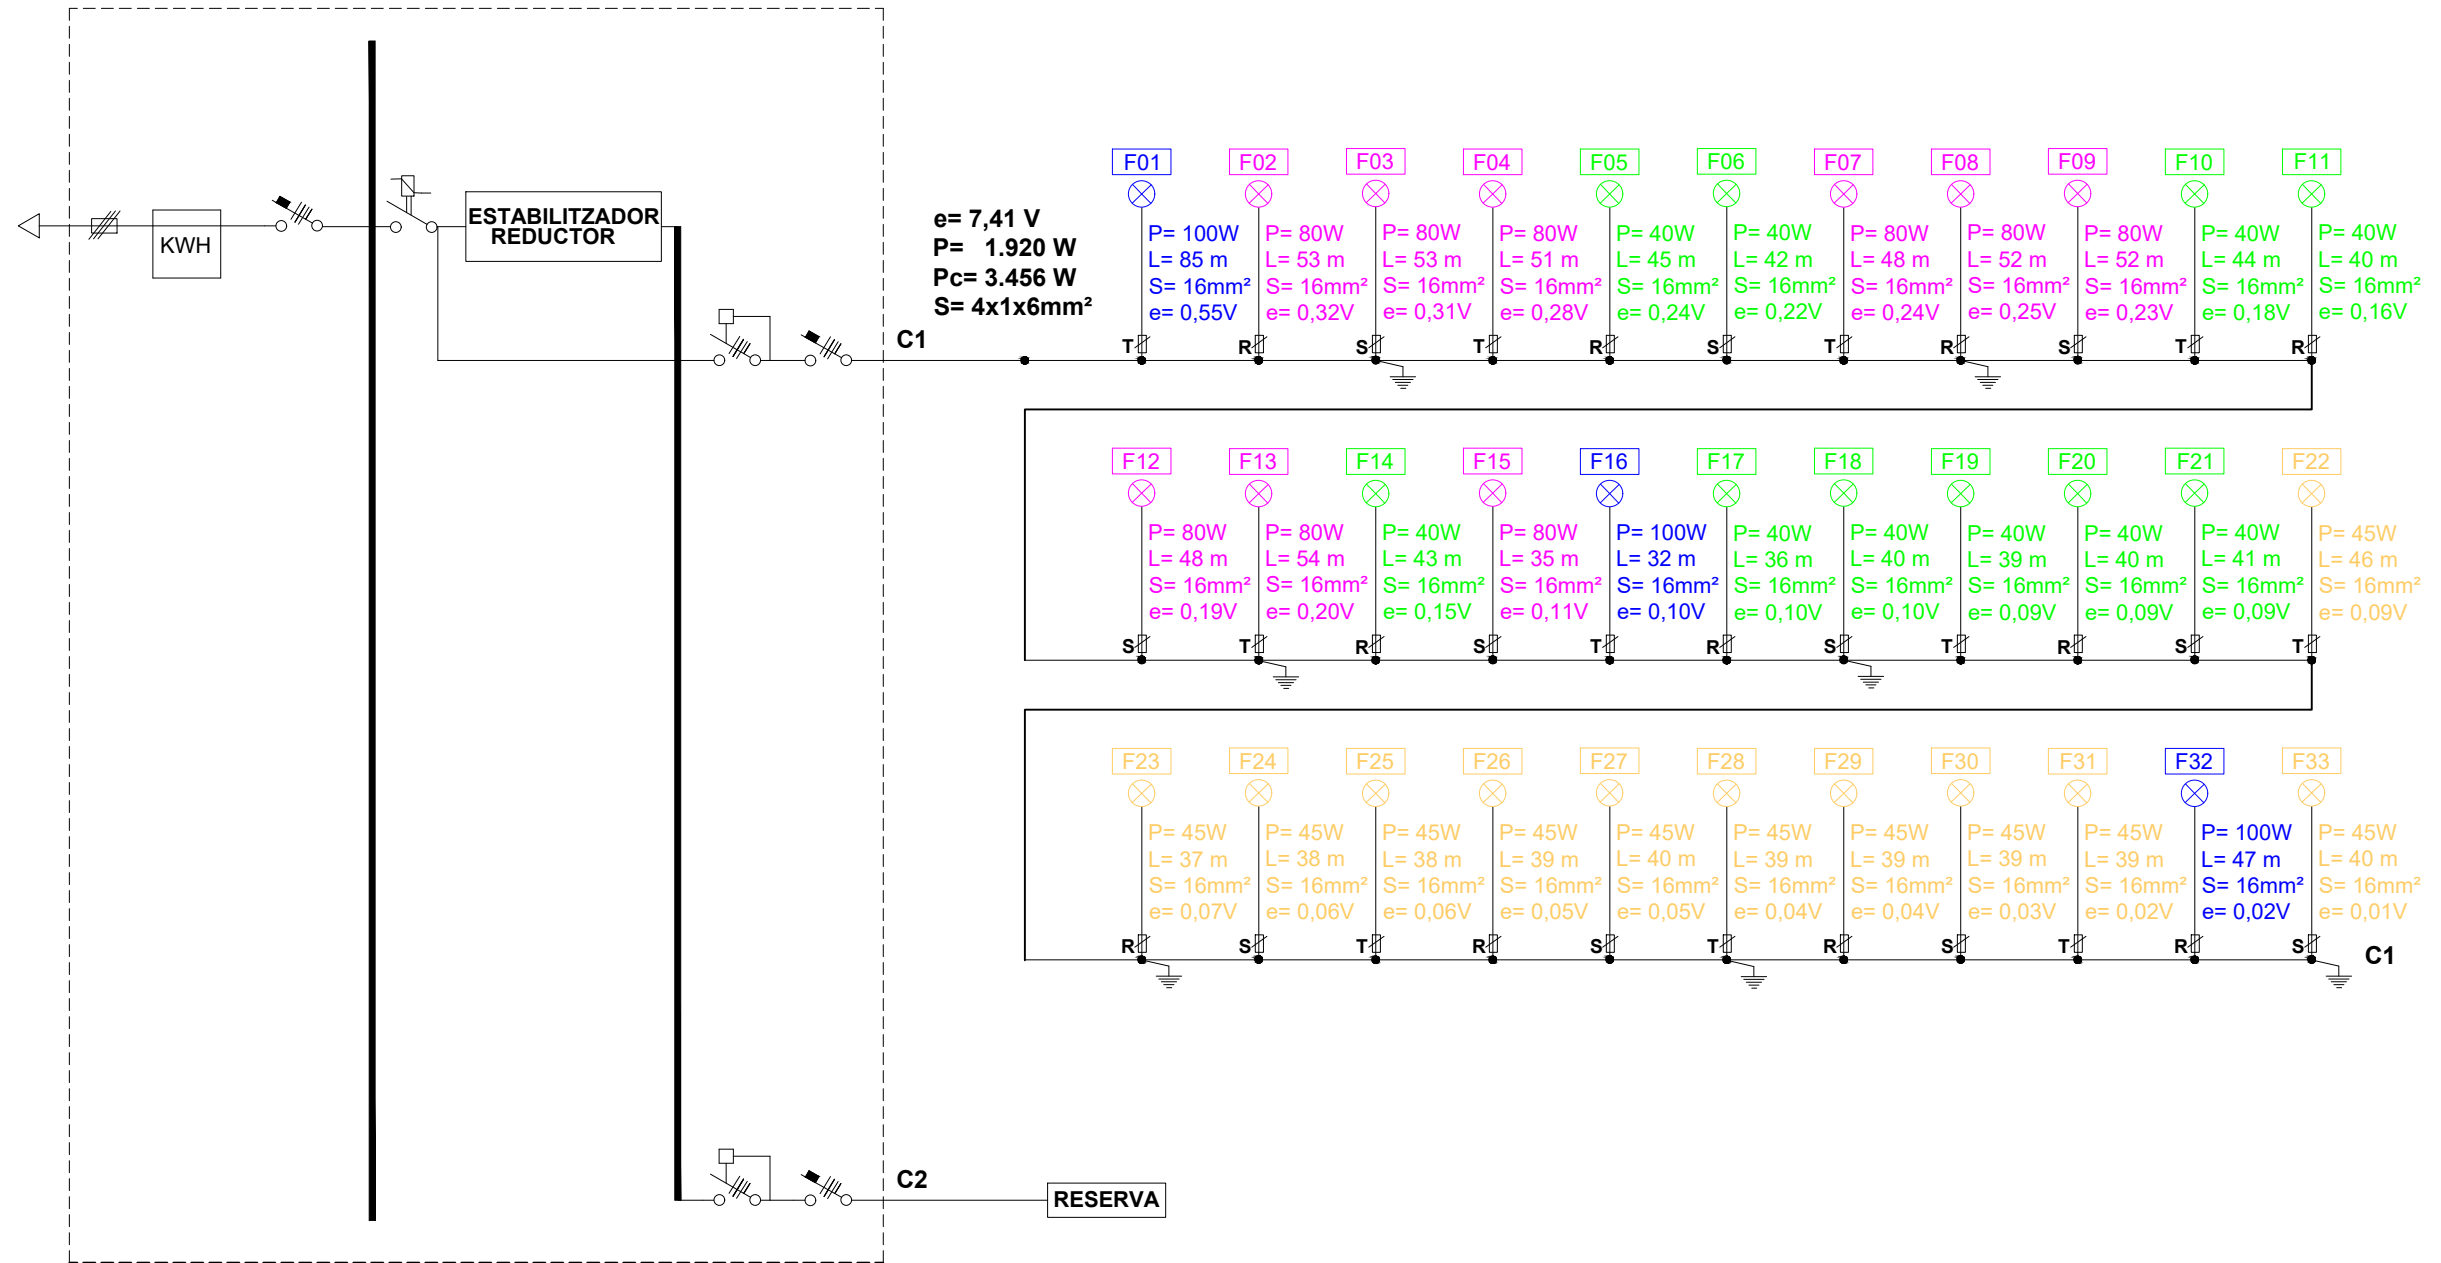 KWH
ESTABILITZADOR
REDUCTOR
e= 7,41 V
P= 1.920 W
Pc= 3.456 W
S= 4x1x6mm²
C1
F01 F02 F03 F04 F05 F06 F07 F08 F09 F10 F11
P= 100W P= 80W P= 80W P= 80W P= 40W P= 40W P= 80W P= 80W P= 80W P= 40W P= 40W
L= 85 m L= 53 m L= 53 m L= 51 m L= 45 m L= 42 m L= 48 m L= 52 m L= 52 m L= 44 m L= 40 m
S= 16mm² S= 16mm² S= 16mm² S= 16mm² S= 16mm² S= 16mm² S= 16mm² S= 16mm² S= 16mm² S= 16mm² S= 16mm²
e= 0,55V e= 0,32V e= 0,31V e= 0,28V e= 0,24V e= 0,22V e= 0,24V e= 0,25V e= 0,23V e= 0,18V e= 0,16V
T R S T R S T R S T R
F12 F13 F14 F15 F16 F17 F18 F19 F20 F21 F22
P= 80W P= 80W P= 40W P= 80W P= 100W P= 40W P= 40W P= 40W P= 40W P= 40W P= 45W
L= 48 m L= 54 m L= 43 m L= 35 m L= 32 m L= 36 m L= 40 m L= 39 m L= 40 m L= 41 m L= 46 m
S= 16mm² S= 16mm² S= 16mm² S= 16mm² S= 16mm² S= 16mm² S= 16mm² S= 16mm² S= 16mm² S= 16mm² S= 16mm²
e= 0,19V e= 0,20V e= 0,15V e= 0,11V e= 0,10V e= 0,10V e= 0,10V e= 0,09V e= 0,09V e= 0,09V e= 0,09V
S T R S T R S T R S T
F23 F24 F25 F26 F27 F28 F29 F30 F31 F32 F33
P= 45W P= 45W P= 45W P= 45W P= 45W P= 45W P= 45W P= 45W P= 45W P= 100W P= 45W
L= 37 m L= 38 m L= 38 m L= 39 m L= 40 m L= 39 m L= 39 m L= 39 m L= 39 m L= 47 m L= 40 m
S= 16mm² S= 16mm² S= 16mm² S= 16mm² S= 16mm² S= 16mm² S= 16mm² S= 16mm² S= 16mm² S= 16mm² S= 16mm²
e= 0,07V e= 0,06V e= 0,06V e= 0,05V e= 0,05V e= 0,04V e= 0,04V e= 0,03V e= 0,02V e= 0,02V e= 0,01V
R S T R S T R S T R S C1
C2
RESERVA